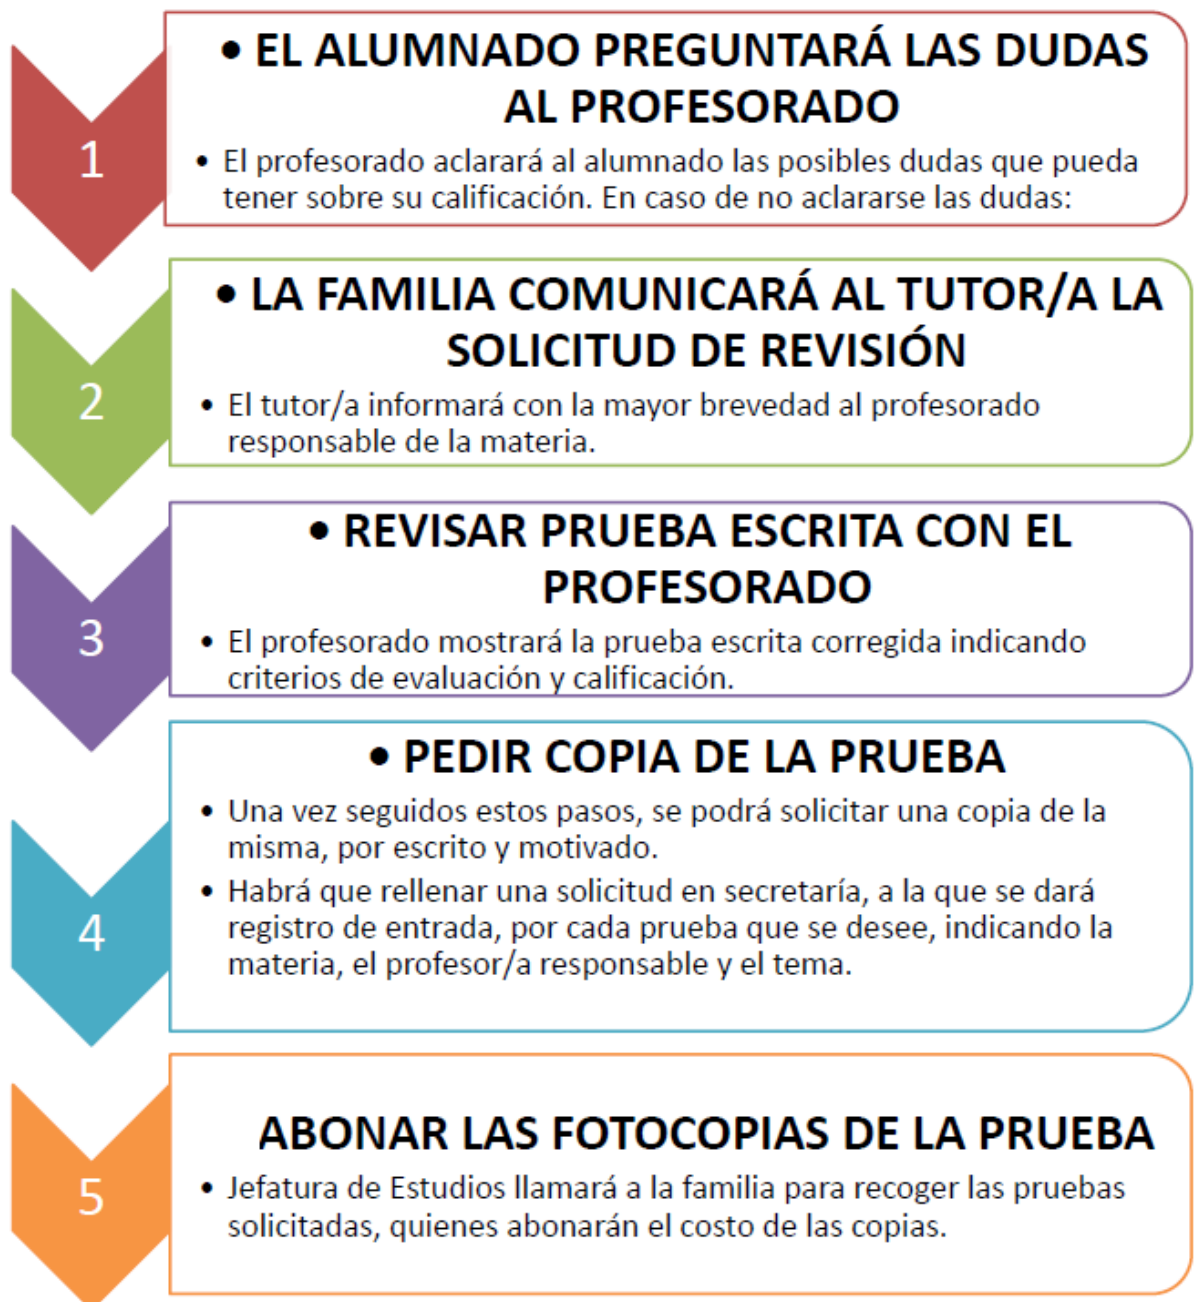 1
• EL ALUMNADO PREGUNTARÁ LAS DUDAS
AL PROFESORADO
• El profesorado aclarará al alumnado las posibles dudas que pueda
tener sobre su calificación. En caso de no aclararse las dudas:
2
• LA FAMILIA COMUNICARÁ AL TUTOR/A LA
SOLICITUD DE REVISIÓN
• El tutor/a informará con la mayor brevedad al profesorado
responsable de la materia.
3
• REVISAR PRUEBA ESCRITA CON EL
PROFESORADO
• El profesorado mostrará la prueba escrita corregida indicando
criterios de evaluación y calificación.
4
• PEDIR COPIA DE LA PRUEBA
• Una vez seguidos estos pasos, se podrá solicitar una copia de la
misma, por escrito y motivado.
• Habrá que rellenar una solicitud en secretaría, a la que se dará
registro de entrada, por cada prueba que se desee, indicando la
materia, el profesor/a responsable y el tema.
5
ABONAR LAS FOTOCOPIAS DE LA PRUEBA
• Jefatura de Estudios llamará a la familia para recoger las pruebas
solicitadas, quienes abonarán el costo de las copias.